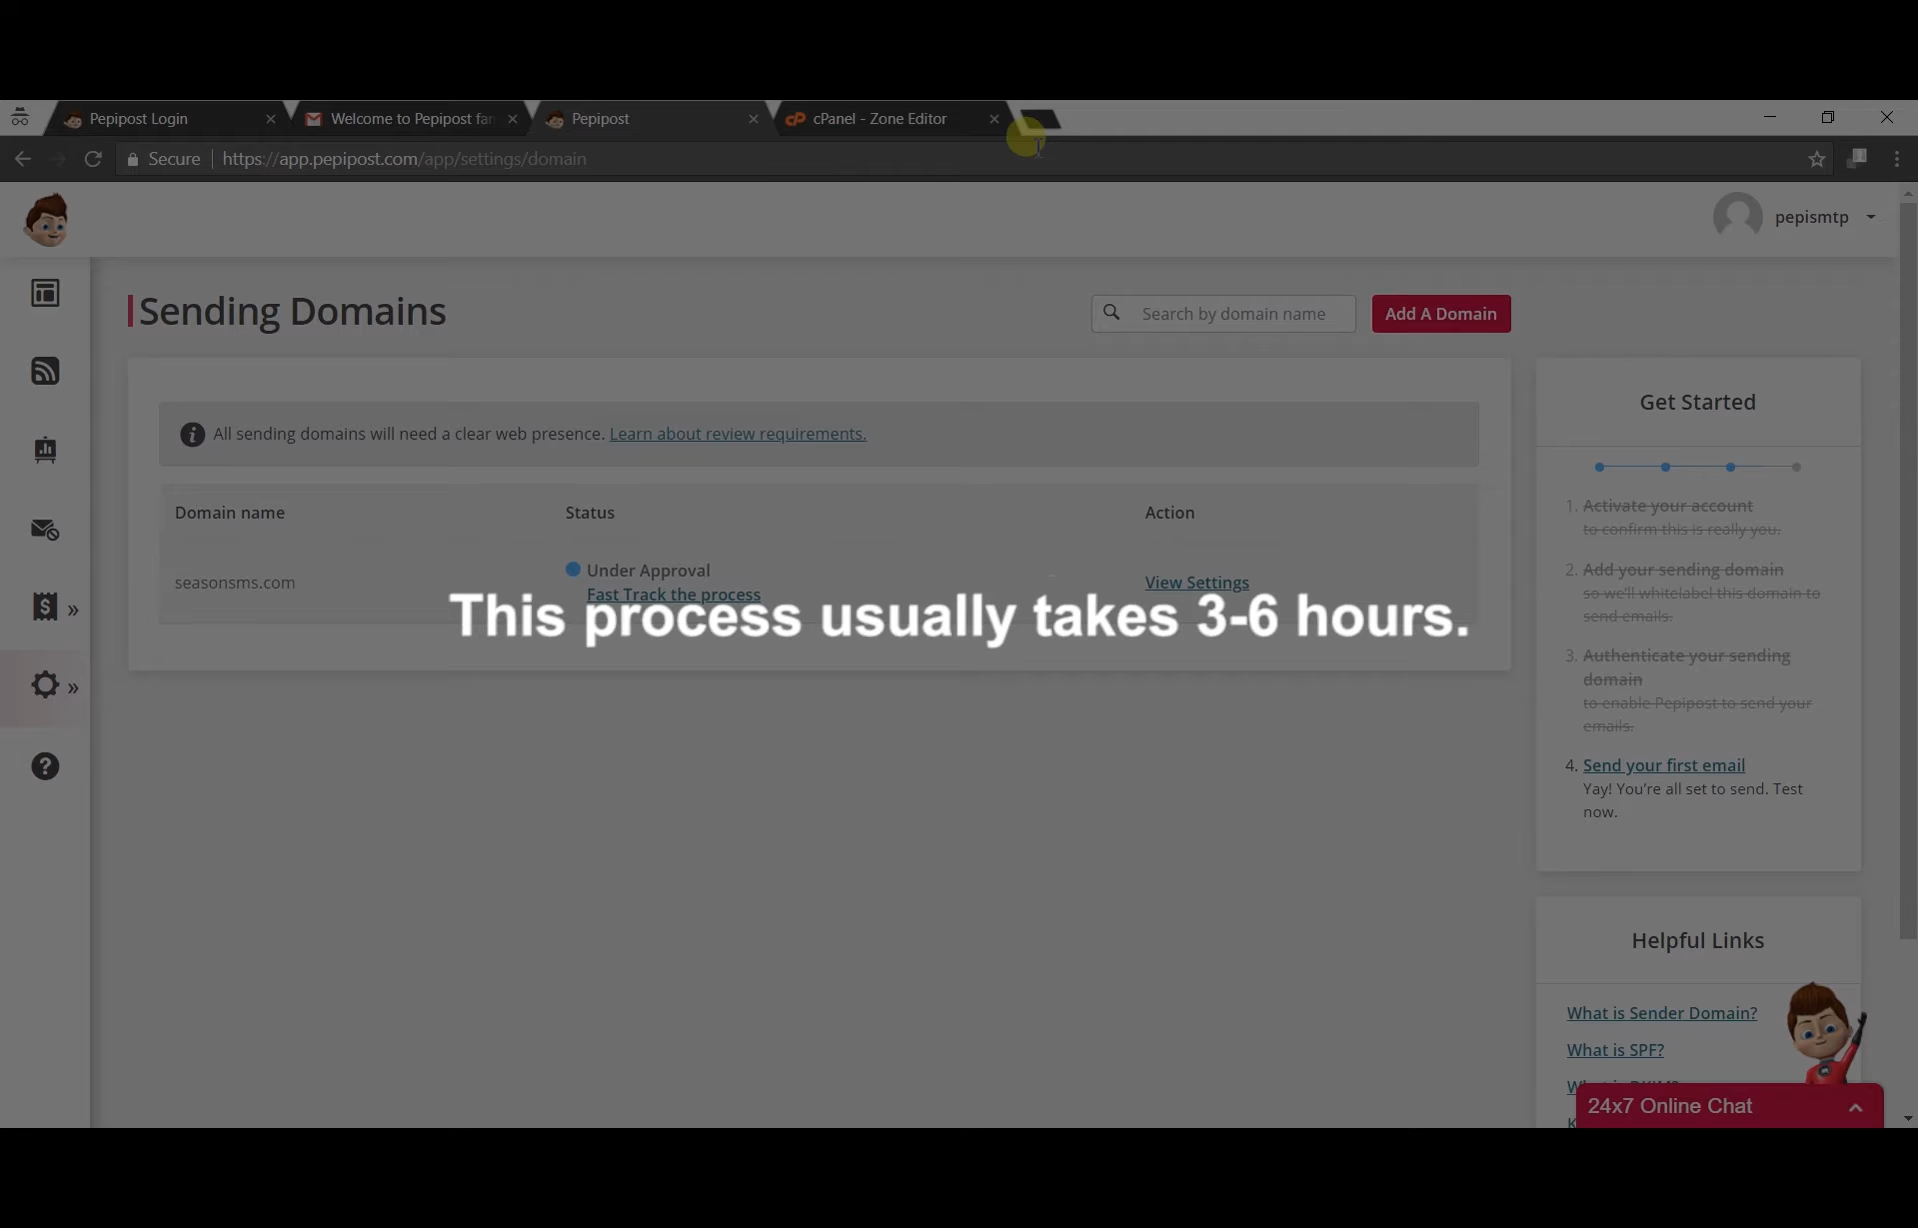 Pepipost Login
Welcome to Pepipost fan
Pepipost
cPanel - Zone Editor
Secure
https://app.pepipost.com/app/settings/domain
pepismtp
Sending Domains
Search by domain name
Add A Domain
All sending domains will need a clear web presence. Learn about review requirements.
Domain name
Status
Action
seasonsms.com
Under Approval
Fast Track the process
View Settings
This process usually takes 3-6 hours.
Get Started
1. Activate your account
to confirm this is really you.
2. Add your sending domain
so we'll whitelabel this domain to
send emails.
3. Authenticate your sending
domain
to enable Pepipost to send your
emails.
4. Send your first email
Yay! You're all set to send. Test
now.
Helpful Links
What is Sender Domain?
What is SPF?
24x7 Online Chat